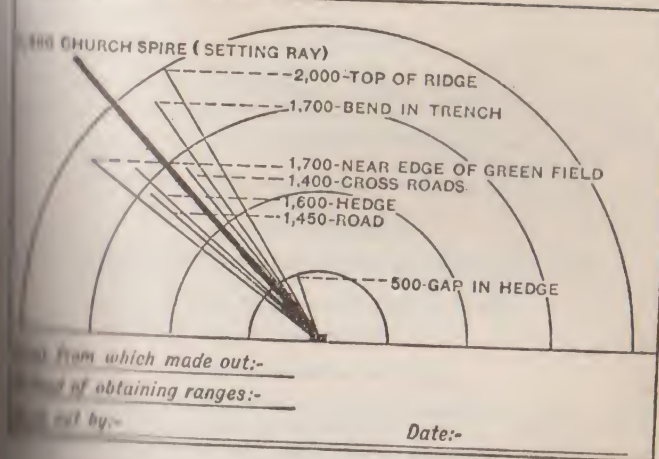 CHURCH SPIRE (SETTING RAY)
2,000-TOP OF RIDGE
1,700-BEND IN TRENCH
1,700-NEAR EDGE OF GREEN FIELD
1,400-CROSS ROADS
1,600-HEDGE
1,450-ROAD
500-GAP IN HEDGE
from which made out:-
of obtaining ranges:-
out by:-
Date:-